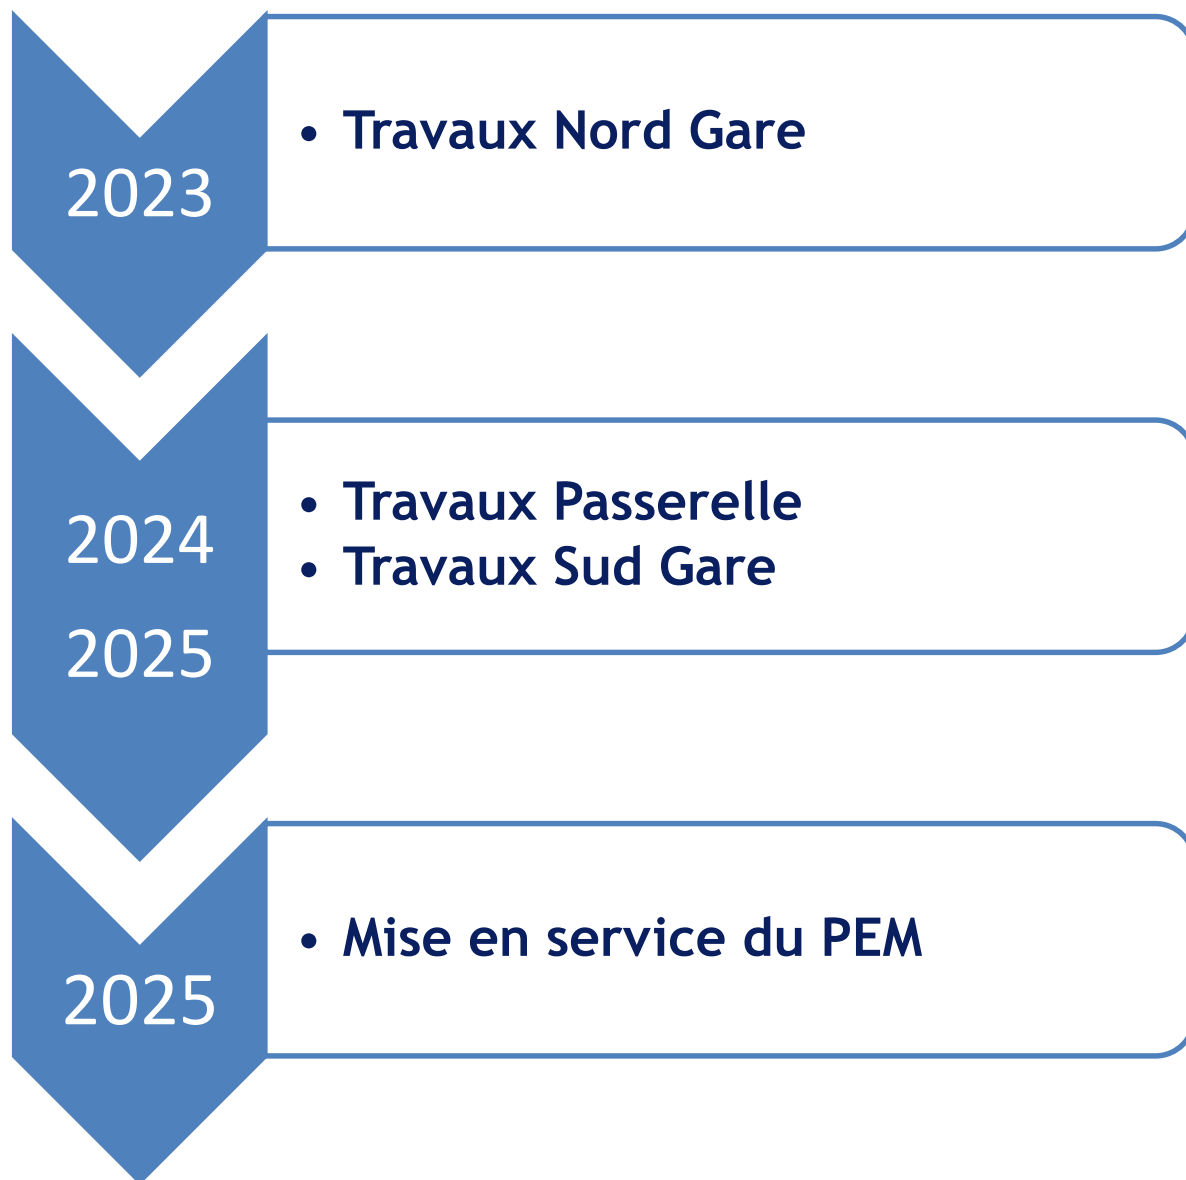 2023
• Travaux Nord Gare
2024
2025
• Travaux Passerelle
• Travaux Sud Gare
2025
• Mise en service du PEM